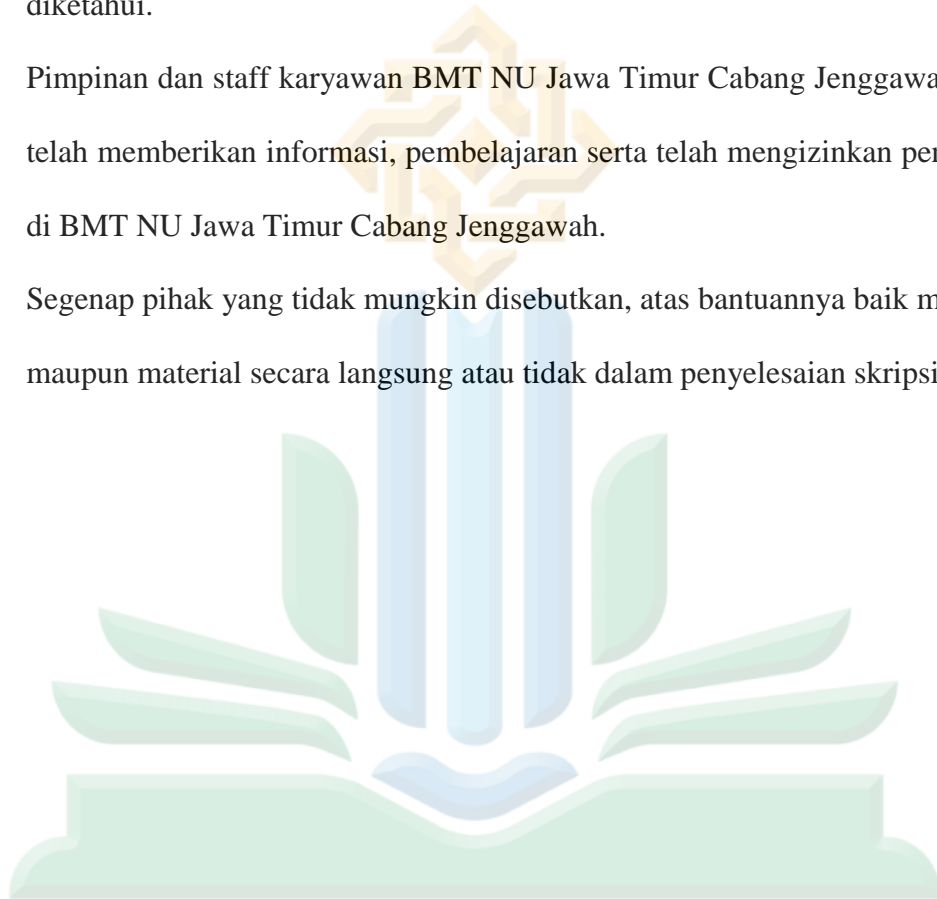 diketahui.
Pimpinan dan staff karyawan BMT NU Jawa Timur Cabang Jenggawa
telah memberikan informasi, pembelajaran serta telah mengizinkan per
di BMT NU Jawa Timur Cabang Jenggawah.
Segenap pihak yang tidak mungkin disebutkan, atas bantuannya baik m
maupun material secara langsung atau tidak dalam penyelesaian skripsi